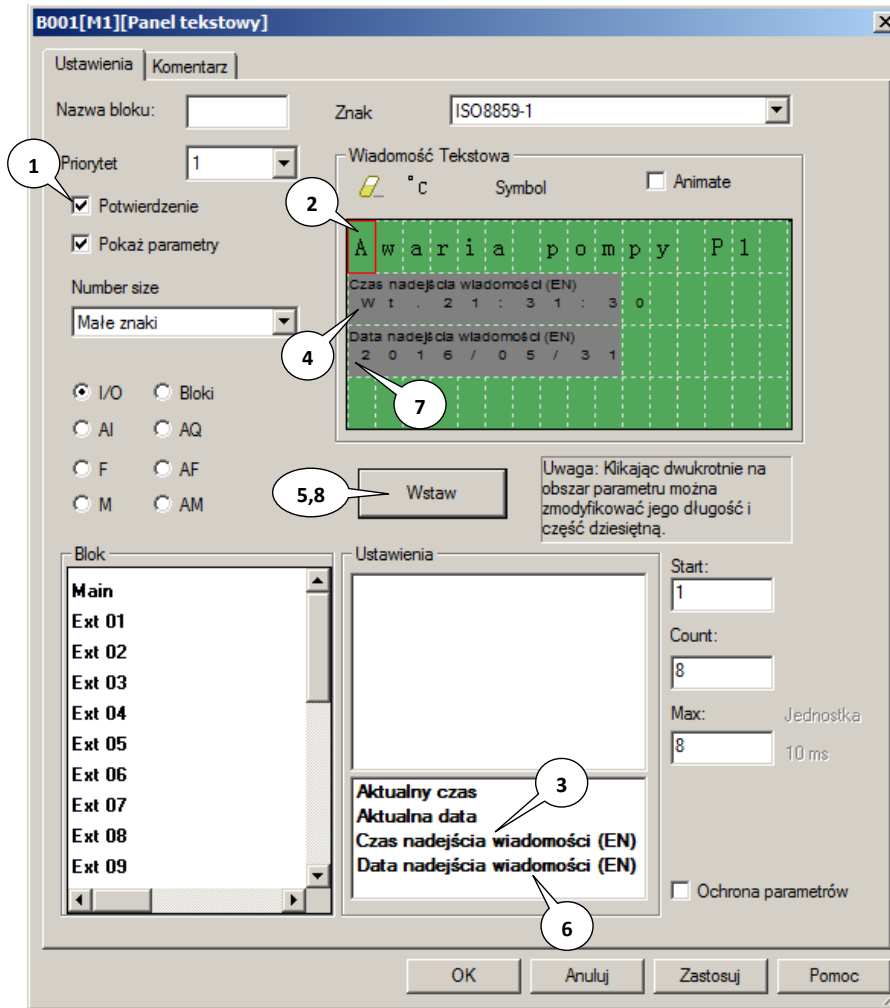 B001[M1][Panel tekstowy]
Ustawienia Komentarz
Nazwa bloku: Znak ISO8859-1
1 Priorytet 1
Wiadomość Tekstowa
°C Symbol Animate
Potwierdzenie
2
Pokaż parametry
Awaria pompy P1
Number size
Czas nadejścia wiadomości (EN)
Wt. 21:31:30
Małe znaki
Data nadejścia wiadomości (EN)
2016/05/31
4
7
I/O Bloki
AI AQ
F AF
M AM
5,8 Wstaw
Uwaga: Klikając dwukrotnie na
obszar parametru można
zmodyfikować jego długość i
część dziesiętną.
Blok
Main
Ext 01
Ext 02
Ext 03
Ext 04
Ext 05
Ext 06
Ext 07
Ext 08
Ext 09
Ustawienia
3
Aktualny czas
Aktualna data
Czas nadejścia wiadomości (EN)
Data nadejścia wiadomości (EN)
6
Start:
1
Count:
8
Max: Jednostka
8 10 ms
Ochrona parametrów
OK Anuluj Zastosuj Pomoc